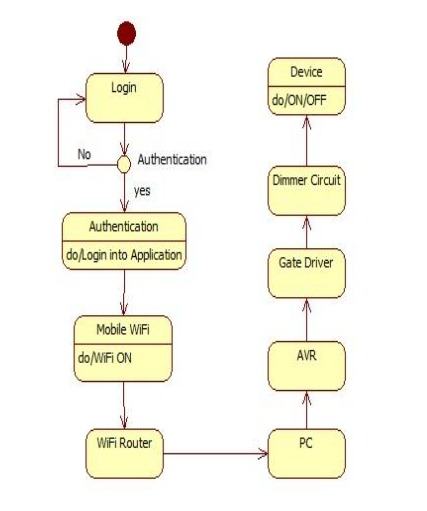 Login
No
Authentication
yes
Authentication
do/Login into Application
Mobile WiFi
do/WiFi ON
WiFi Router
PC
AVR
Gate Driver
Dimmer Circuit
Device
do/ON/OFF